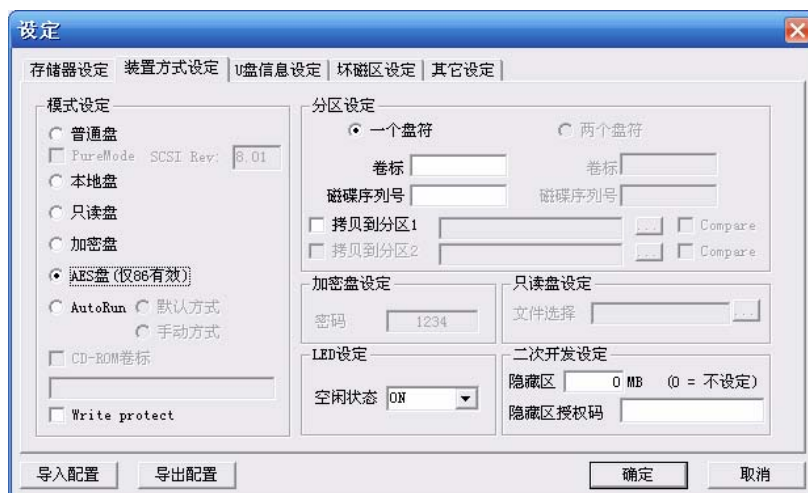 设定
存储器设定 装置方式设定 U盘信息设定 坏磁区设定 其它设定
模式设定
普通盘
PureMode SCSI Rev: 8.01
本地盘
只读盘
加密盘
AES盘(仅86有效)
AutoRun 默认方式
手动方式
CD-ROM卷标
Write protect
分区设定
一个盘符 两个盘符
卷标 卷标
磁碟序列号 磁碟序列号
拷贝到分区1 ... Compare
拷贝到分区2 ... Compare
加密盘设定
密码 1234
只读盘设定
文件选择 ...
LED设定
空闲状态 ON
二次开发设定
隐藏区 0 MB (0 = 不设定)
隐藏区授权码
导入配置 导出配置 确定 取消